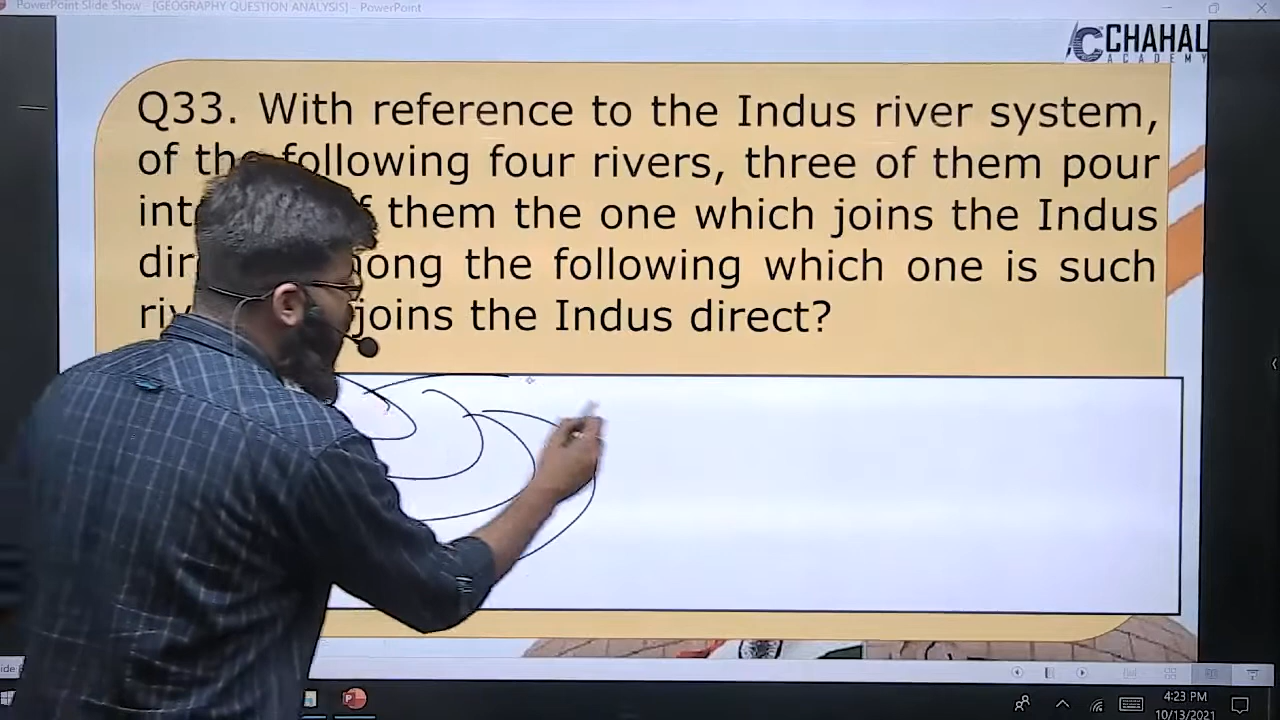 PowerPoint Slide Show - [GEOGRAPHY QUESTION ANALYSIS] - PowerPoint
CHAHAL
ACADEMY
Q33. With reference to the Indus river system,
of the following four rivers, three of them pour
them the one which joins the Indus
the following which one is such
joins the Indus direct?
4:23 PM
10/13/2021